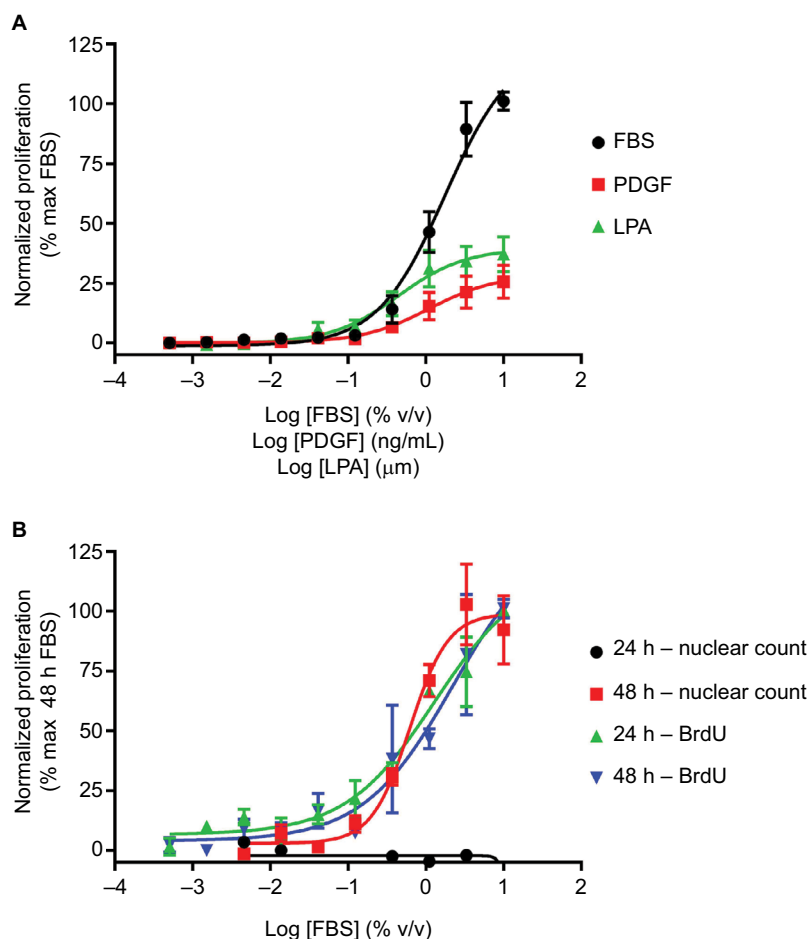 A
Normalized proliferation
(% max FBS)
125
100
75
50
25
0
–4
–3
–2
–1
0
1
2
Log [FBS] (% v/v)
Log [PDGF] (ng/mL)
Log [LPA] (μm)
FBS
PDGF
LPA
B
Normalized proliferation
(% max 48 h FBS)
125
100
75
50
25
0
–4
–3
–2
–1
0
1
2
Log [FBS] (% v/v)
24 h – nuclear count
48 h – nuclear count
24 h – BrdU
48 h – BrdU